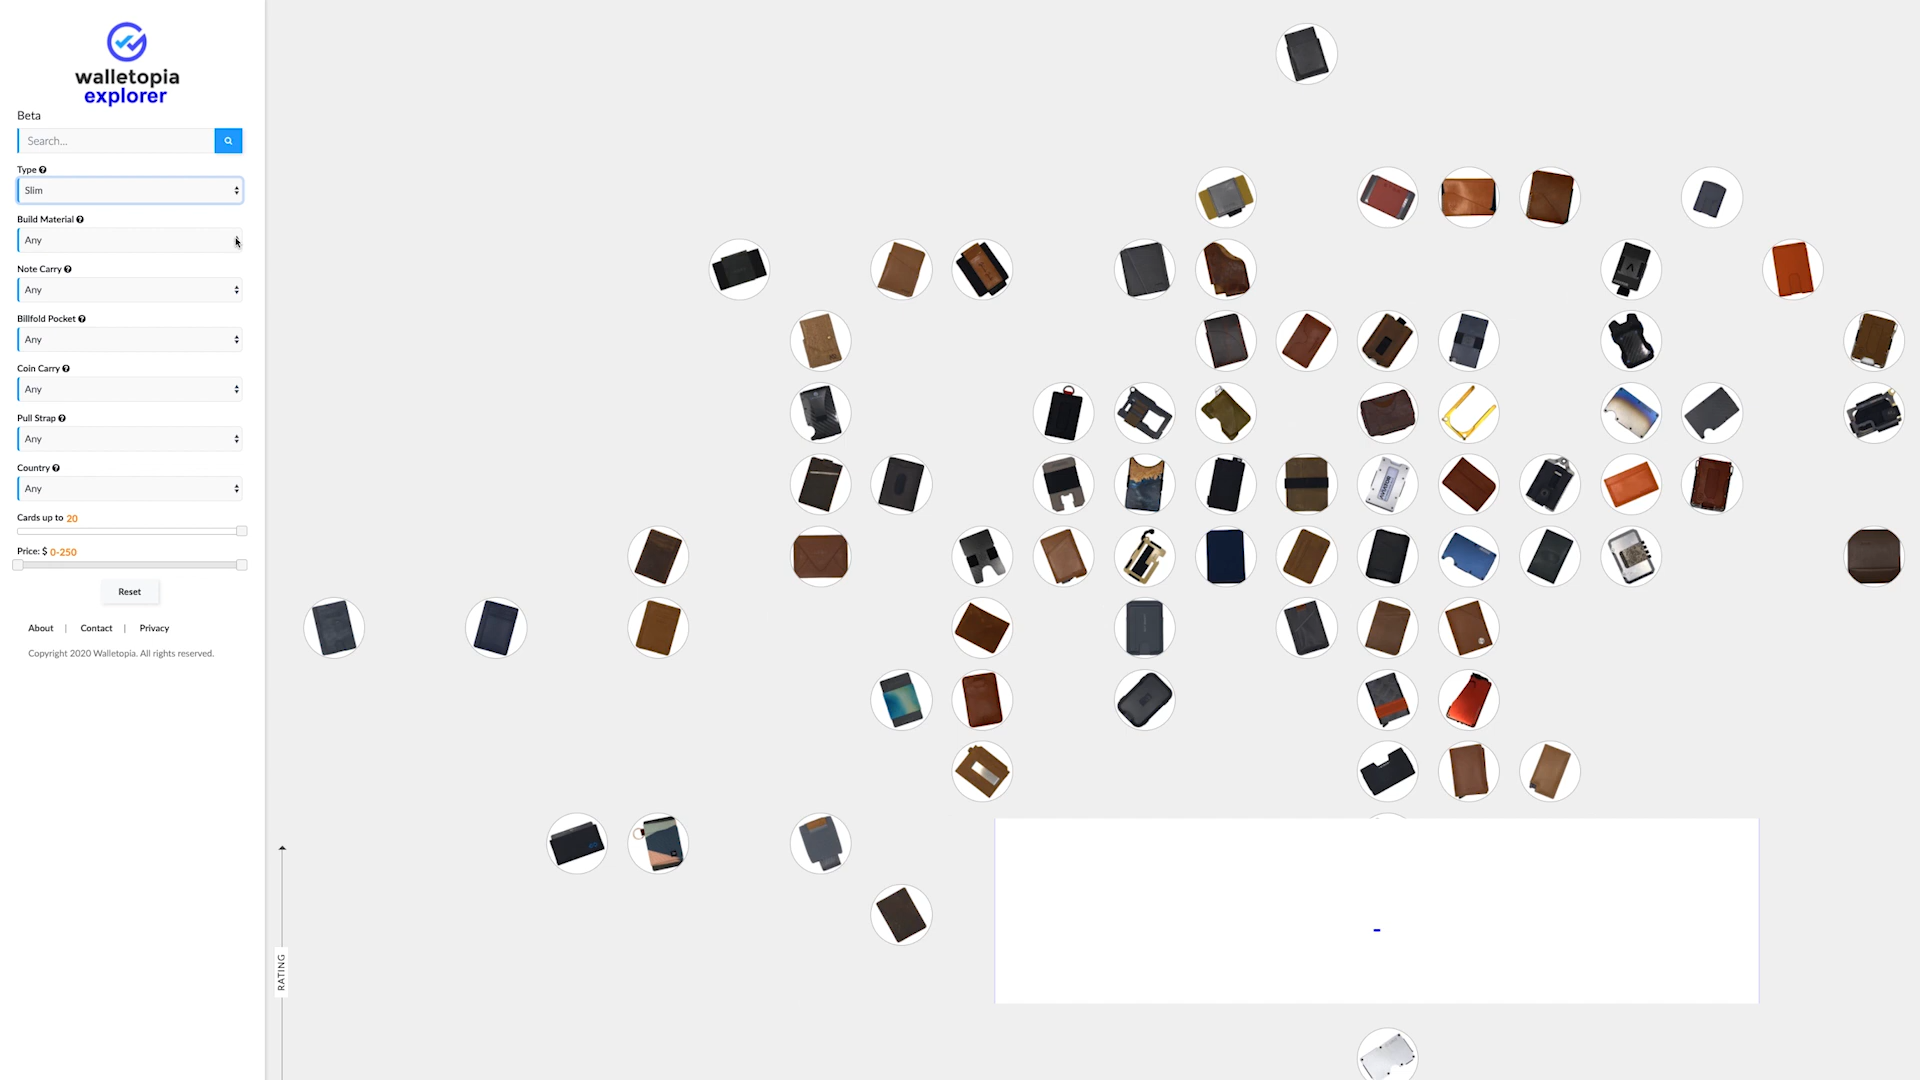 walletopia
explorer
Beta
Search...
Type
Slim
Build Material
Any
Note Carry
Any
Billfold Pocket
Any
Coin Carry
Any
Pull Strap
Any
Country
Any
Cards up to 20
Price: $ 0-250
Reset
About | Contact | Privacy
Copyright 2020 Walletopia. All rights reserved.
RATING
-